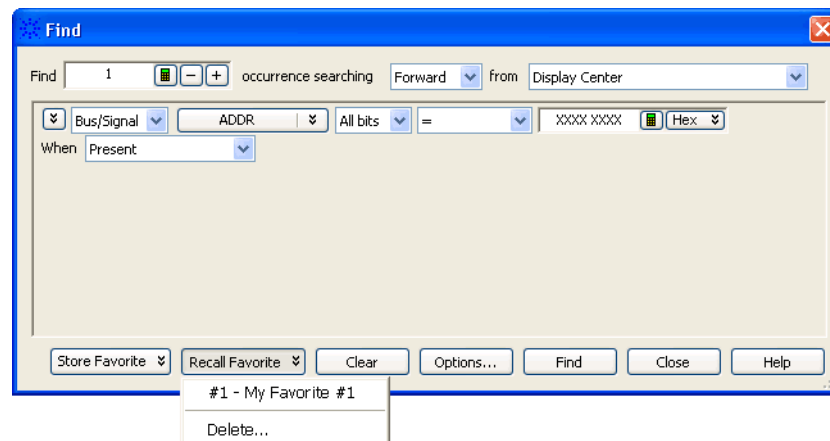 Find
Find 1 − + occurrence searching Forward from Display Center
Bus/Signal ADDR All bits = XXXX XXXX Hex
When Present
Store Favorite Recall Favorite Clear Options... Find Close Help
#1 - My Favorite #1
Delete...